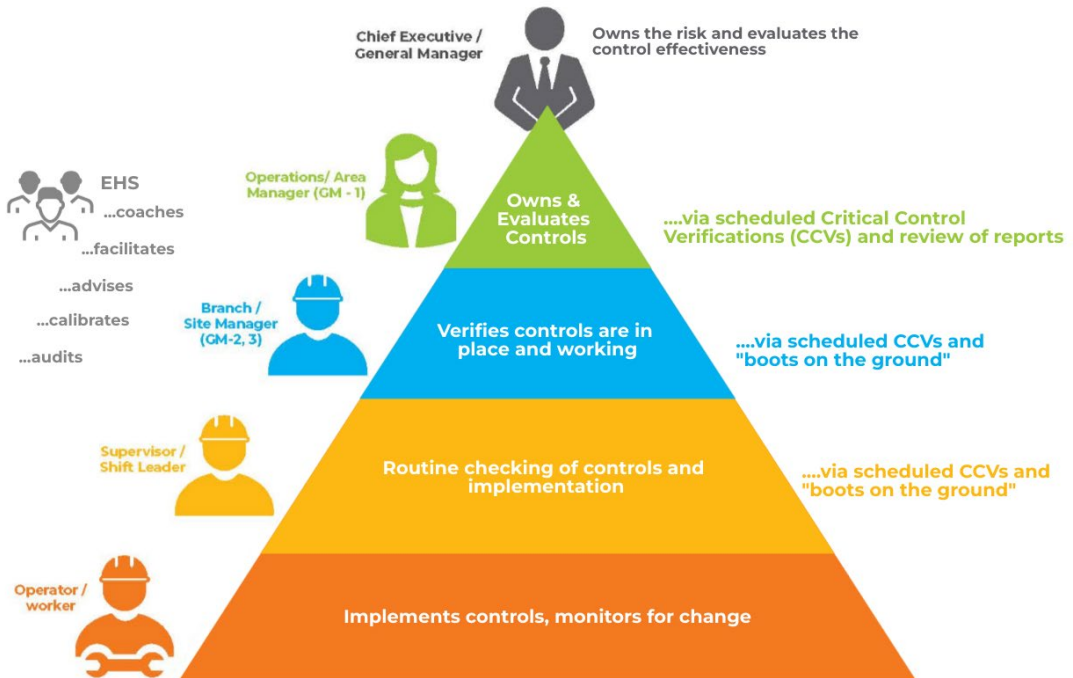 Chief Executive /
General Manager
Owns the risk and evaluates the
control effectiveness
Operations/ Area
Manager (GM - 1)
Owns &
Evaluates
Controls
....via scheduled Critical Control
Verifications (CCVs) and review of reports
EHS
...coaches
...facilitates
...advises
...calibrates
...audits
Branch /
Site Manager
(GM-2, 3)
Verifies controls are in
place and working
....via scheduled CCVs and
"boots on the ground"
Supervisor /
Shift Leader
Routine checking of controls and
implementation
....via scheduled CCVs and
"boots on the ground"
Operator /
worker
Implements controls, monitors for change